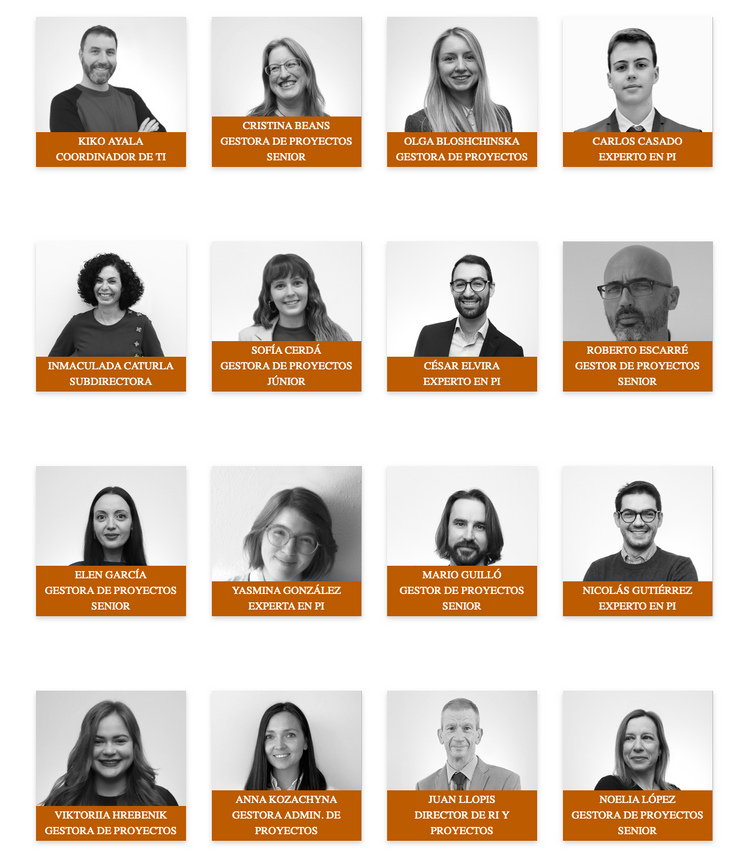 KIKO AYALA
COORDINADOR DE TI
CRISTINA BEANS
GESTORA DE PROYECTOS
SENIOR
OLGA BLOSHCHINSKA
GESTORA DE PROYECTOS
CARLOS CASADO
EXPERTO EN PI
INMACULADA CATURLA
SUBDIRECTORA
SOFÍA CERDÁ
GESTORA DE PROYECTOS
JÚNIOR
CÉSAR ELVIRA
EXPERTO EN PI
ROBERTO ESCARRÉ
GESTOR DE PROYECTOS
SENIOR
ELEN GARCÍA
GESTORA DE PROYECTOS
SENIOR
YASMINA GONZÁLEZ
EXPERTA EN PI
MARIO GUILLÓ
GESTOR DE PROYECTOS
SENIOR
NICOLÁS GUTIÉRREZ
EXPERTO EN PI
VIKTORIIA HREBENIK
GESTORA DE PROYECTOS
ANNA KOZACHYNA
GESTORA ADMIN. DE
PROYECTOS
JUAN LLOPIS
DIRECTOR DE RI Y
PROYECTOS
NOELIA LÓPEZ
GESTORA DE PROYECTOS
SENIOR